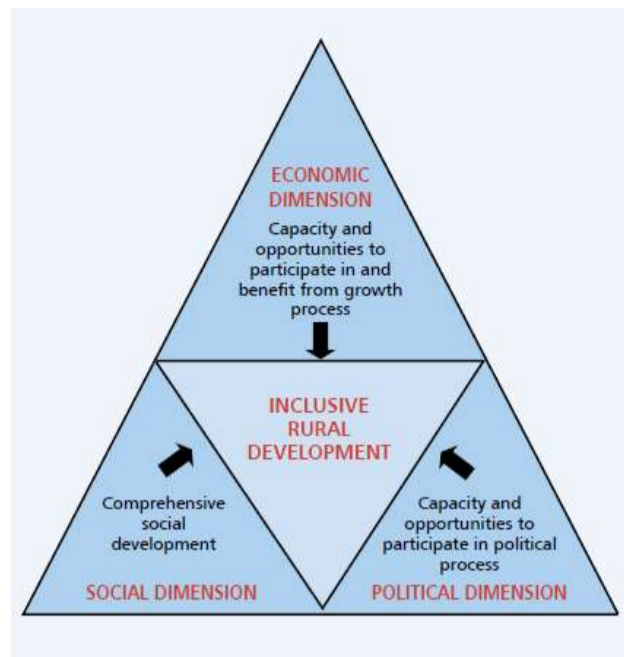 ECONOMIC
DIMENSION
Capacity and
opportunities to
participate in and
benefit from growth
process
INCLUSIVE
RURAL
DEVELOPMENT
Comprehensive
social
development
SOCIAL DIMENSION
Capacity and
opportunities to
participate in political
process
POLITICAL DIMENSION